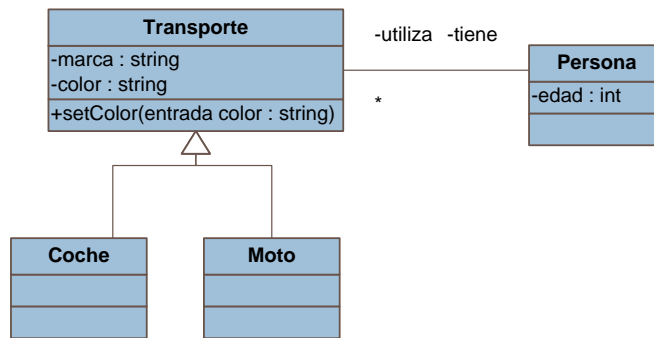 Transporte
-marca : string
-color : string
+setColor(entrada color : string)
-utiliza -tiene
*
Persona
-edad : int
Coche
Moto